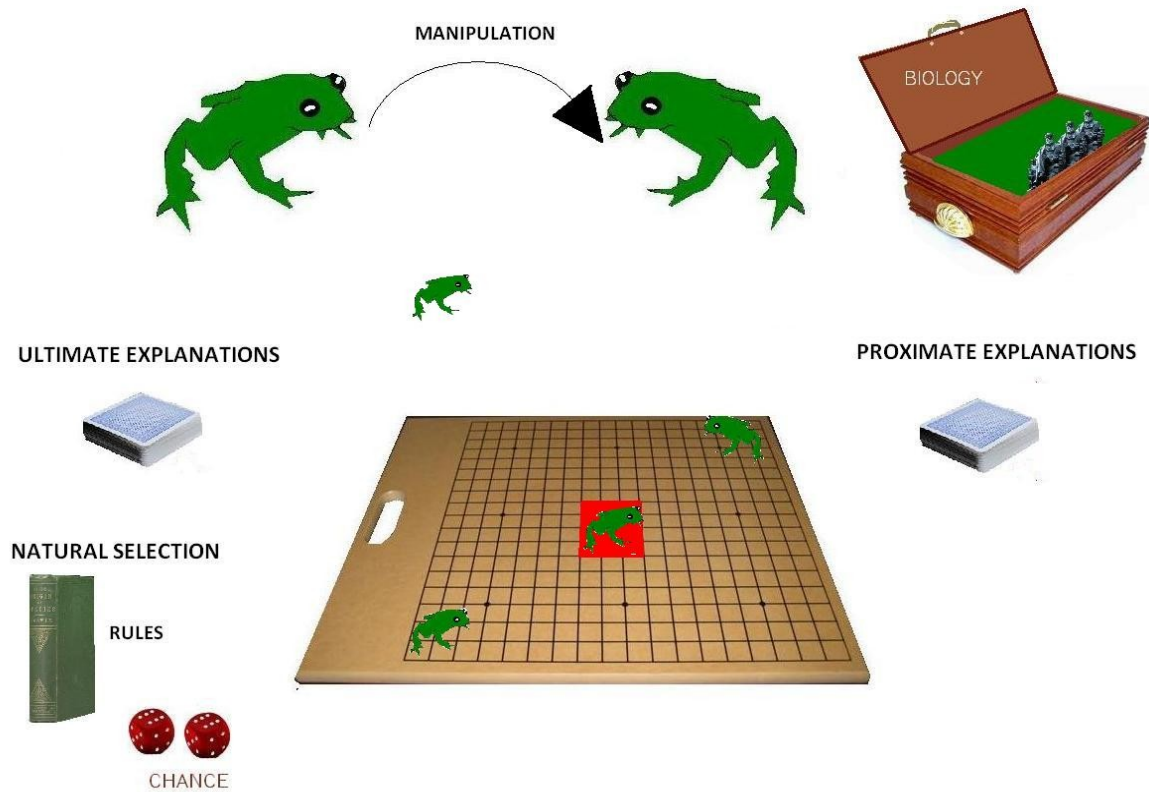 MANIPULATION
BIOLOGY
ULTIMATE EXPLANATIONS
PROXIMATE EXPLANATIONS
NATURAL SELECTION
RULES
CHANCE